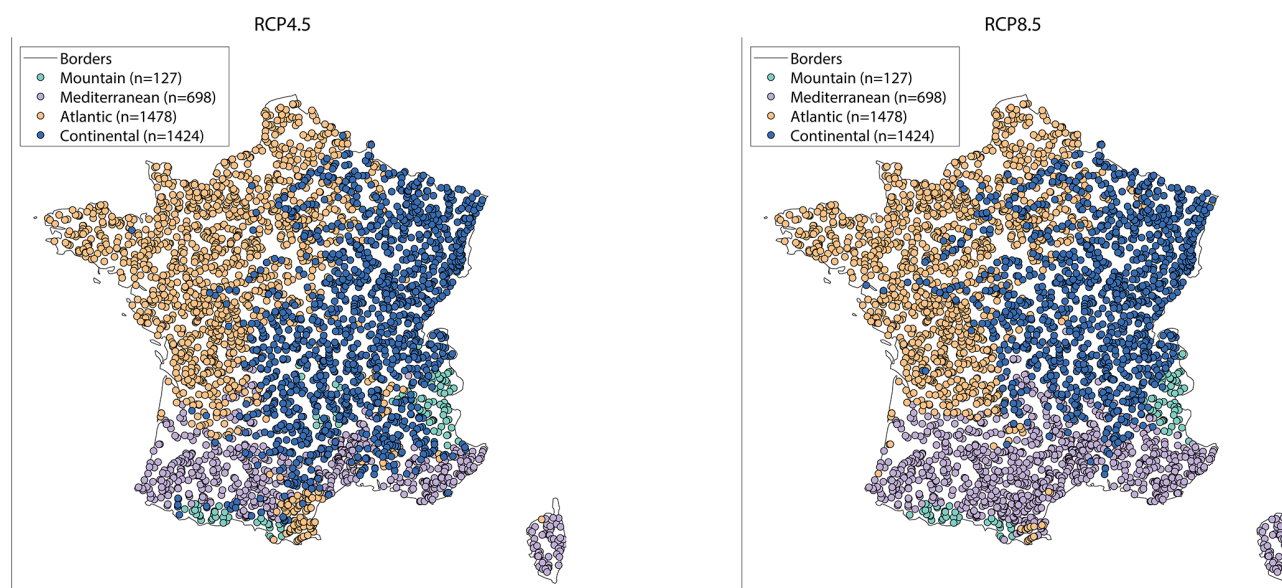 RCP4.5
Borders
Mountain (n=127)
Mediterranean (n=698)
Atlantic (n=1478)
Continental (n=1424)
RCP8.5
Borders
Mountain (n=127)
Mediterranean (n=698)
Atlantic (n=1478)
Continental (n=1424)